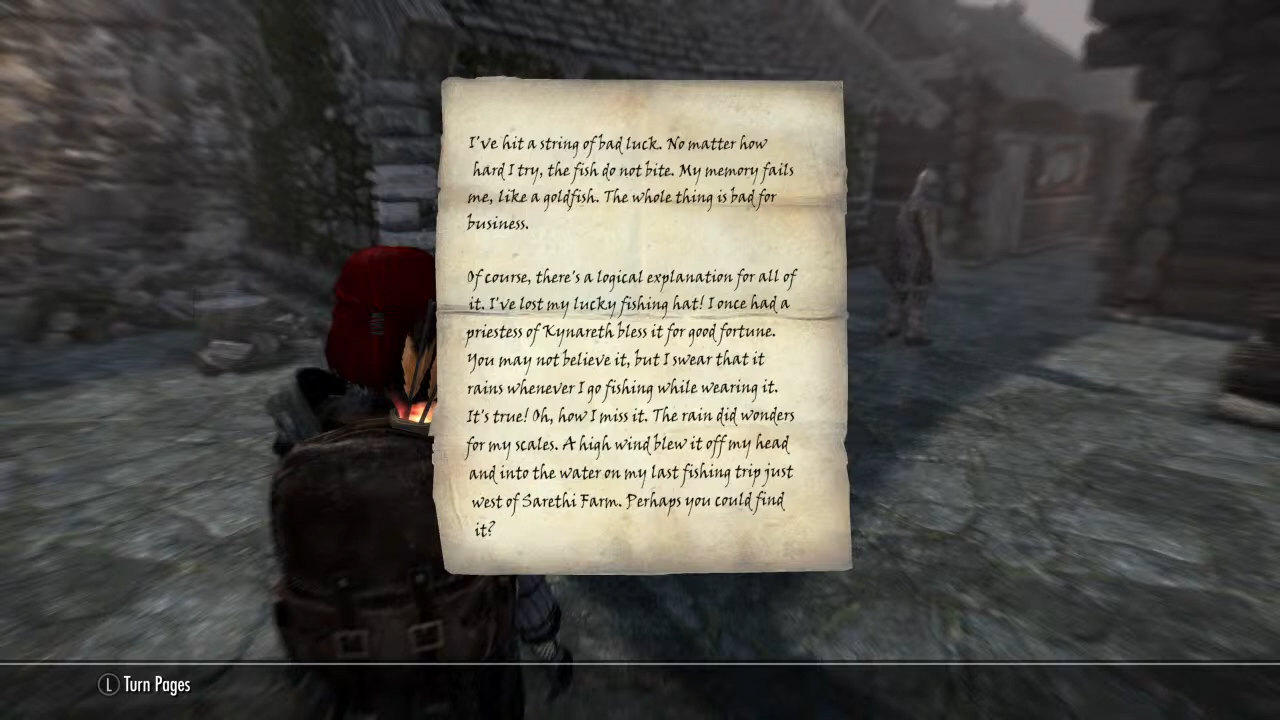 I've hit a string of bad luck. No matter how
hard I try, the fish do not bite. My memory fails
me, like a goldfish. The whole thing is bad for
business.
Of course, there's a logical explanation for all of
it. I've lost my lucky fishing hat! I once had a
priestess of Kynareth bless it for good fortune.
You may not believe it, but I swear that it
rains whenever I go fishing while wearing it.
It's true! Oh, how I miss it. The rain did wonders
for my scales. A high wind blew it off my head
and into the water on my last fishing trip just
west of Sarethi Farm. Perhaps you could find
it?
L Turn Pages